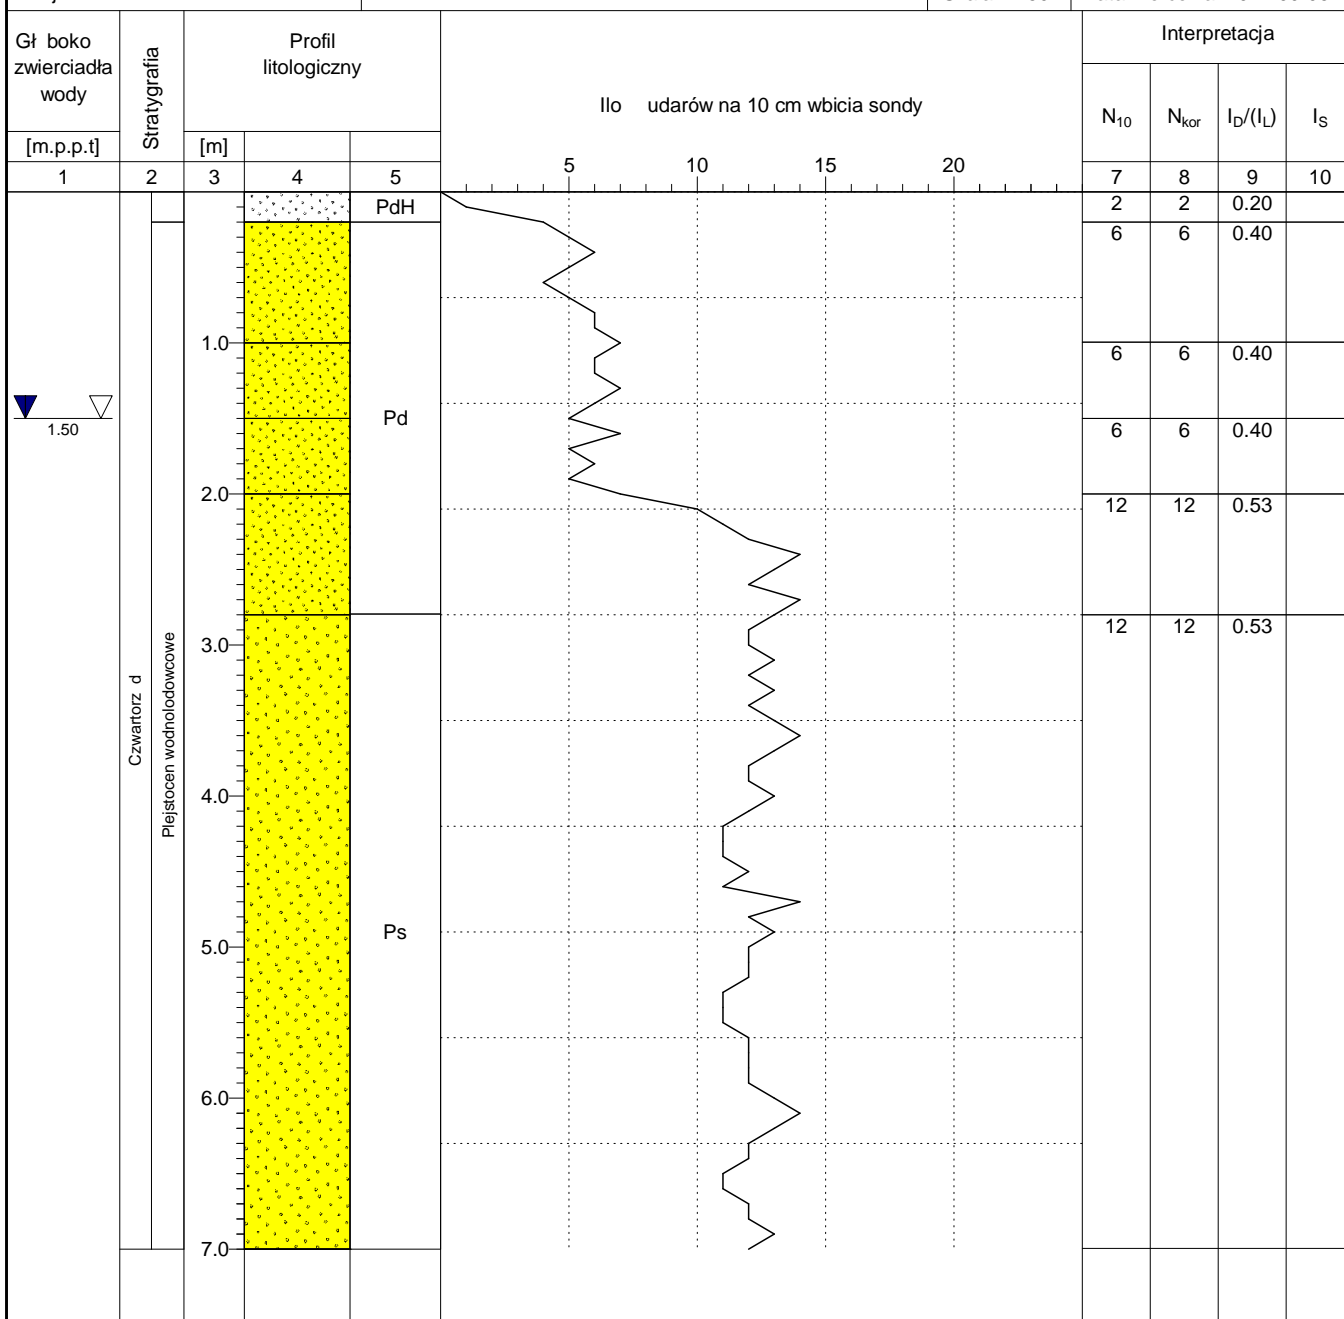 Gł boko
zwierciadła
wody
[m.p.p.t]
Stratygrafia
Profil
litologiczny
[m]
Ilo udarów na 10 cm wbicia sondy
Interpretacja
N10 Nkor ID/(IL) IS
5 10 15 20
1 2 3 4 5 7 8 9 10
PdH 2 2 0.20
6 6 0.40
1.0
6 6 0.40
1.50
Pd
6 6 0.40
2.0
12 12 0.53
12 12 0.53
3.0
Czwartorz d
Plejstocen wodnolodowcowe
4.0
Ps
5.0
6.0
7.0